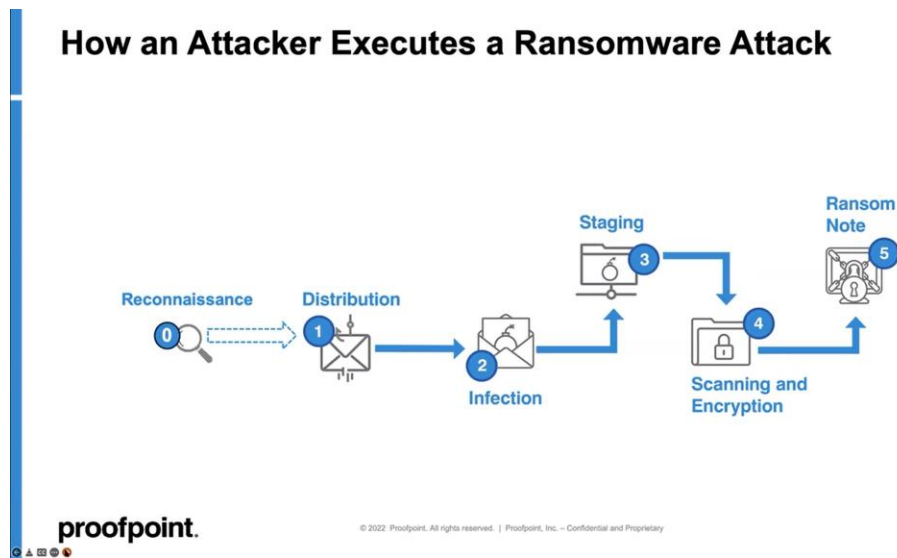 How an Attacker Executes a Ransomware Attack
Ransom
Note
5
Staging
3
Reconnaissance
0
Distribution
1
4
2
Infection
Scanning and
Encryption
proofpoint.
© 2022 Proofpoint. All rights reserved. | Proofpoint, Inc. – Confidential and Proprietary